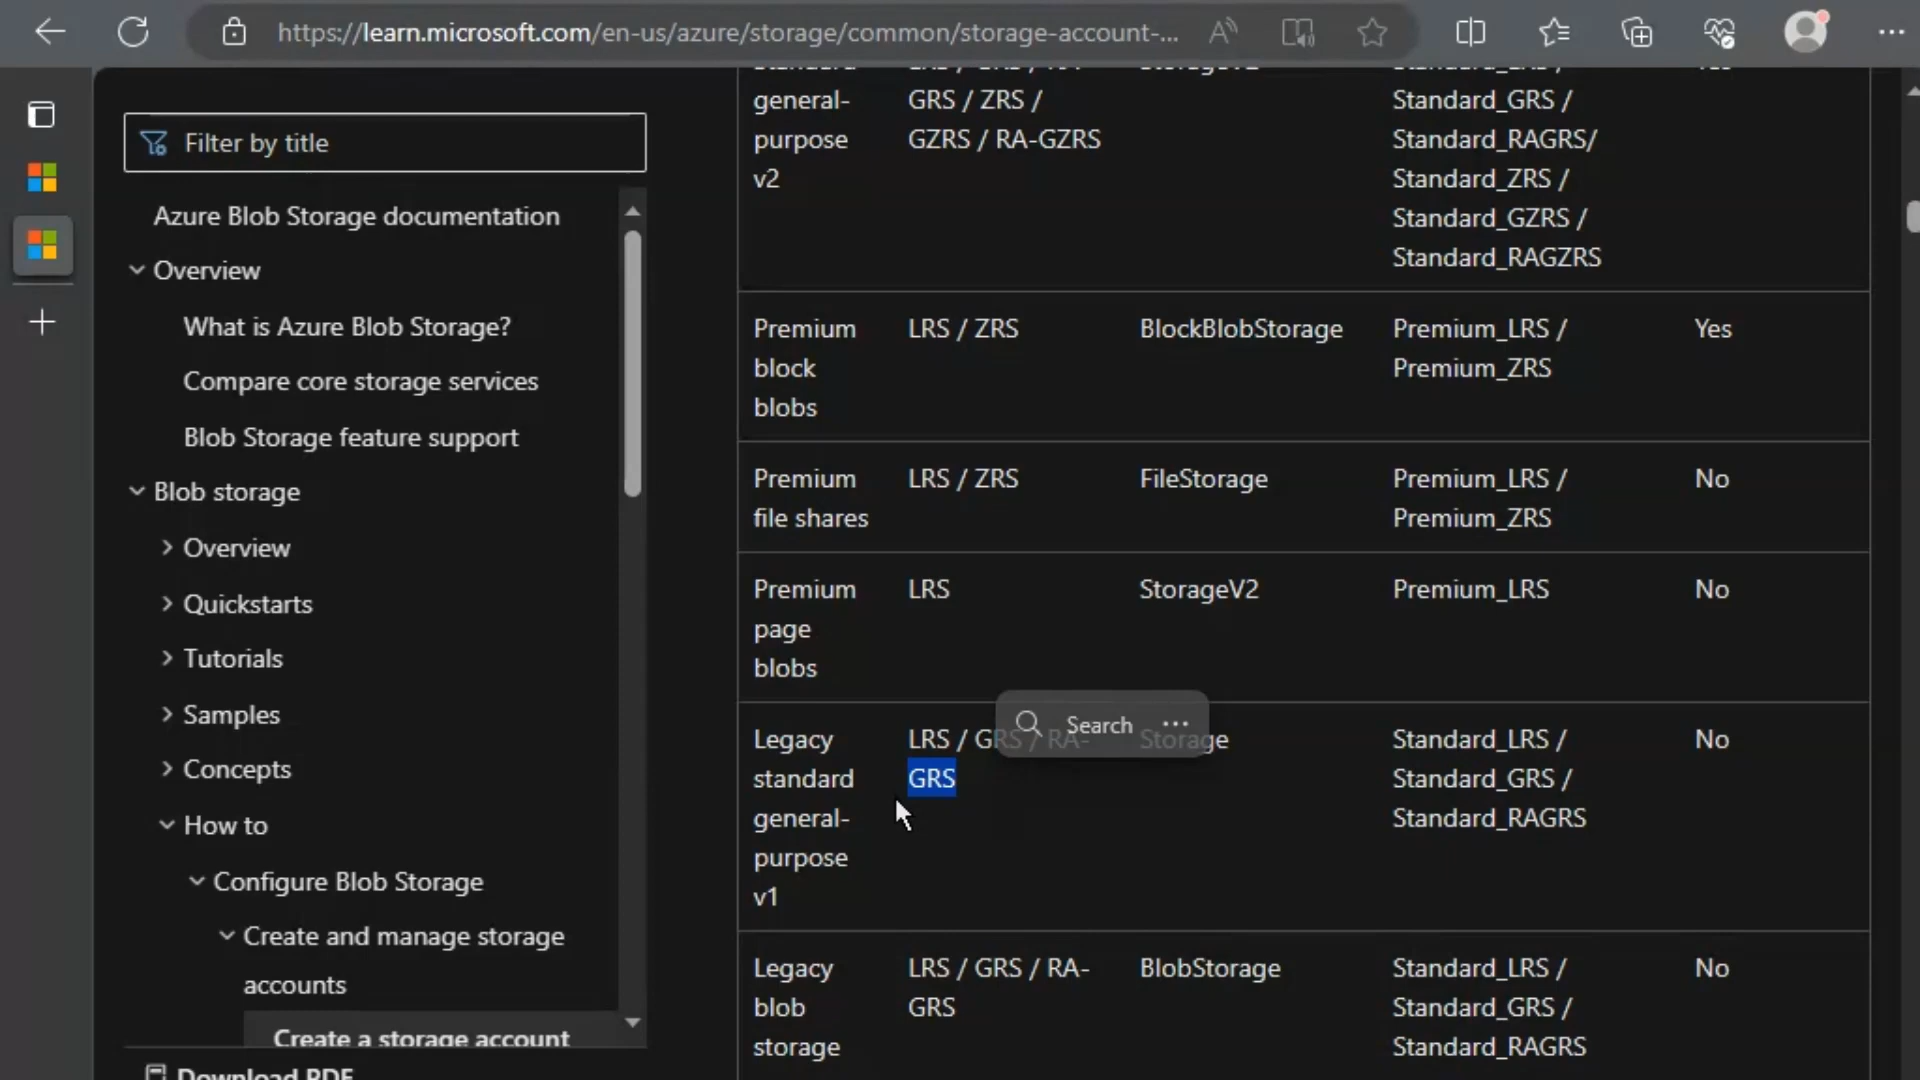 https://learn.microsoft.com/en-us/azure/storage/common/storage-account-...
Filter by title
Azure Blob Storage documentation
Overview
What is Azure Blob Storage?
Compare core storage services
Blob Storage feature support
Blob storage
Overview
Quickstarts
Tutorials
Samples
Concepts
How to
Configure Blob Storage
Create and manage storage
accounts
Create a storage account
Download PDF
general-
purpose
v2
GRS / ZRS /
GZRS / RA-GZRS
Standard_GRS /
Standard_RAGRS/
Standard_ZRS /
Standard_GZRS /
Standard_RAGZRS
Premium
block
blobs
LRS / ZRS
BlockBlobStorage
Premium_LRS /
Premium_ZRS
Yes
Premium
file shares
LRS / ZRS
FileStorage
Premium_LRS /
Premium_ZRS
No
Premium
page
blobs
LRS
StorageV2
Premium_LRS
No
Search ...
Legacy
standard
general-
purpose
v1
LRS / GRS / RA-
GRS
Storage
Standard_LRS /
Standard_GRS /
Standard_RAGRS
No
Legacy
blob
storage
LRS / GRS / RA-
GRS
BlobStorage
Standard_LRS /
Standard_GRS /
Standard_RAGRS
No